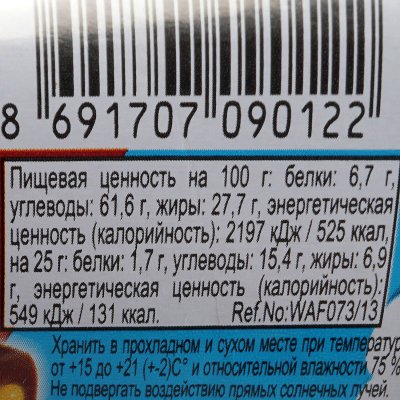 8 691707 090122
Пищевая ценность на 100 г: белки: 6,7 г,
углеводы: 61,6 г, жиры: 27,7 г, энергетическая
ценность (калорийность): 2197 кДж / 525 ккал,
на 25 г: белки: 1,7 г, углеводы: 15,4 г, жиры: 6,9
г, энергетическая ценность (калорийность):
549 кДж / 131 ккал. Ref.No:WAF073/13
Хранить в прохладном и сухом месте при температур
от +15 до +21 (+-2)С° и относительной влажности 75 %
Не подвергать воздействию прямых солнечных лучей.